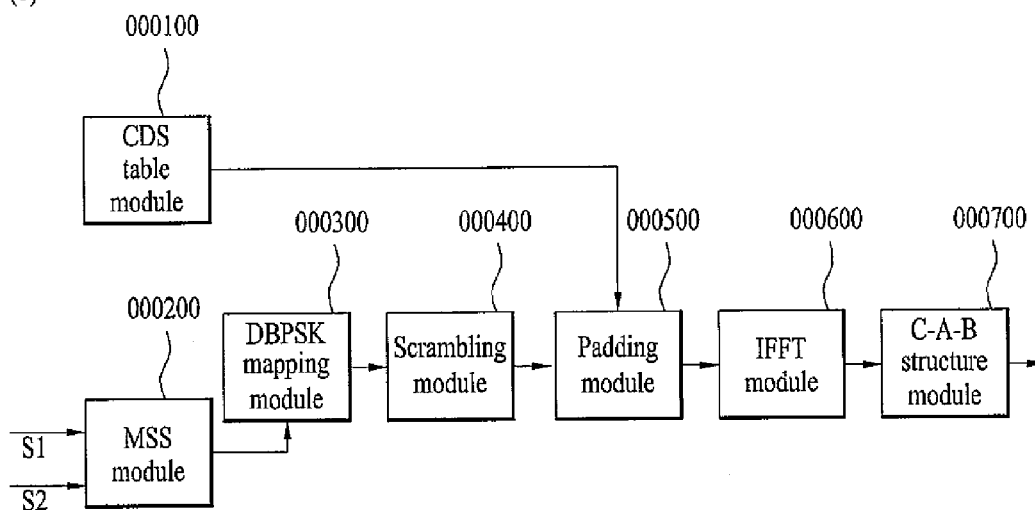 000100
CDS
table
module
000300
000400
000500
000600
000700
000200
DBPSK
mapping
module
Scrambling
module
Padding
module
IFFT
module
C-A-B
structure
module
S1
S2
MSS
module